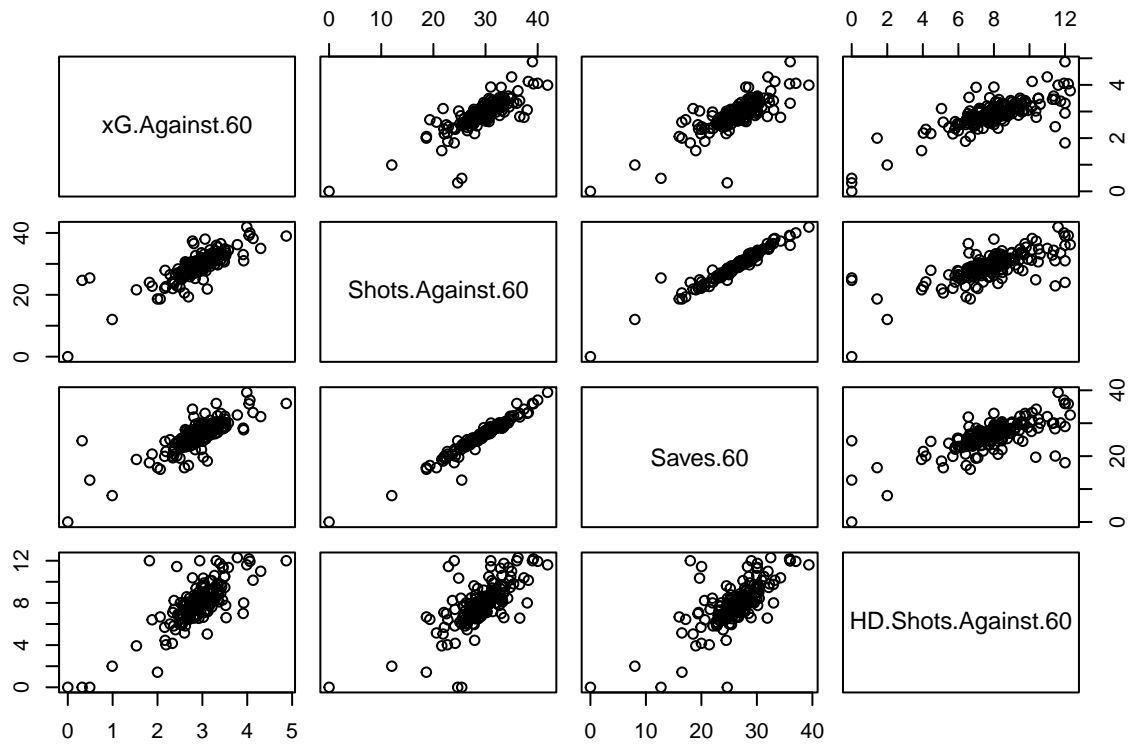 0 10 20 30 40
0 2 4 6 8 12
xG.Against.60
0 2 4
0 20 40
Shots.Against.60
Saves.60
0 20 40
0 4 8 12
HD.Shots.Against.60
0 1 2 3 4 5
0 10 20 30 40